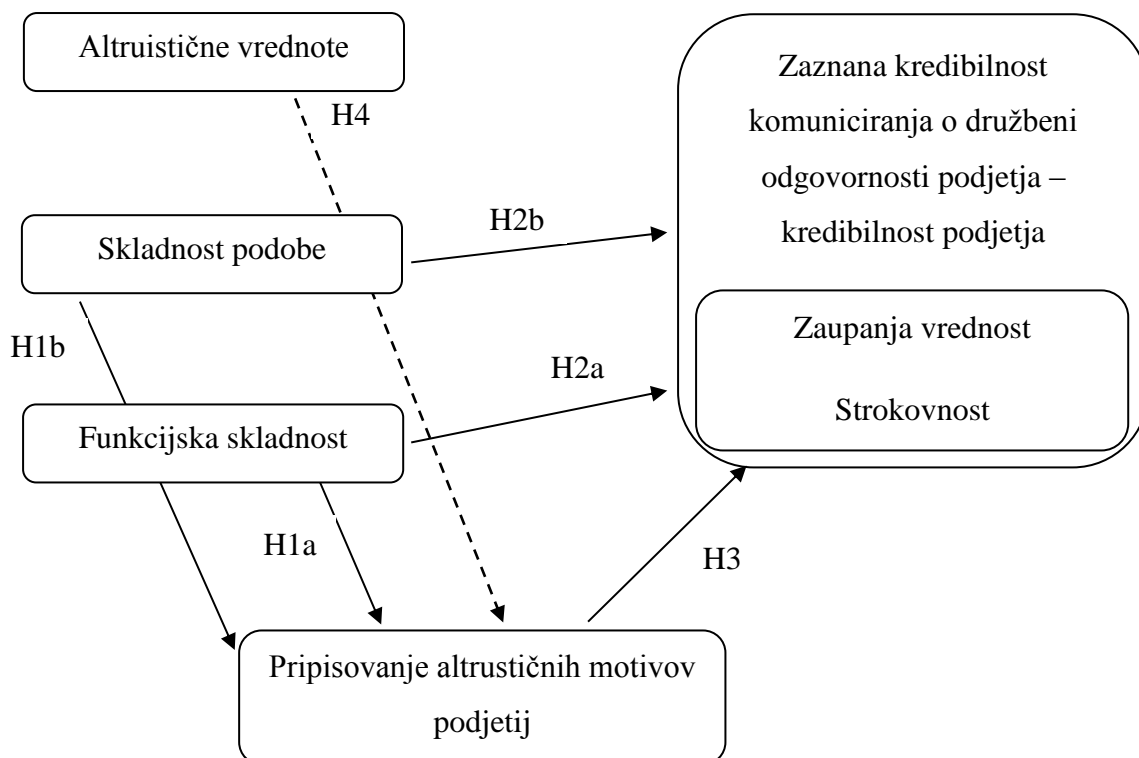 Altruistične vrednote
H4
Skladnost podobe
H2b
H1b
Funkcijska skladnost
H2a
H1a
Zaznana kredibilnost
komuniciranja o družbeni
odgovornosti podjetja –
kredibilnost podjetja
Zaupanja vrednost
Strokovnost
H3
Pripisovanje altrustičnih motivov
podjetij